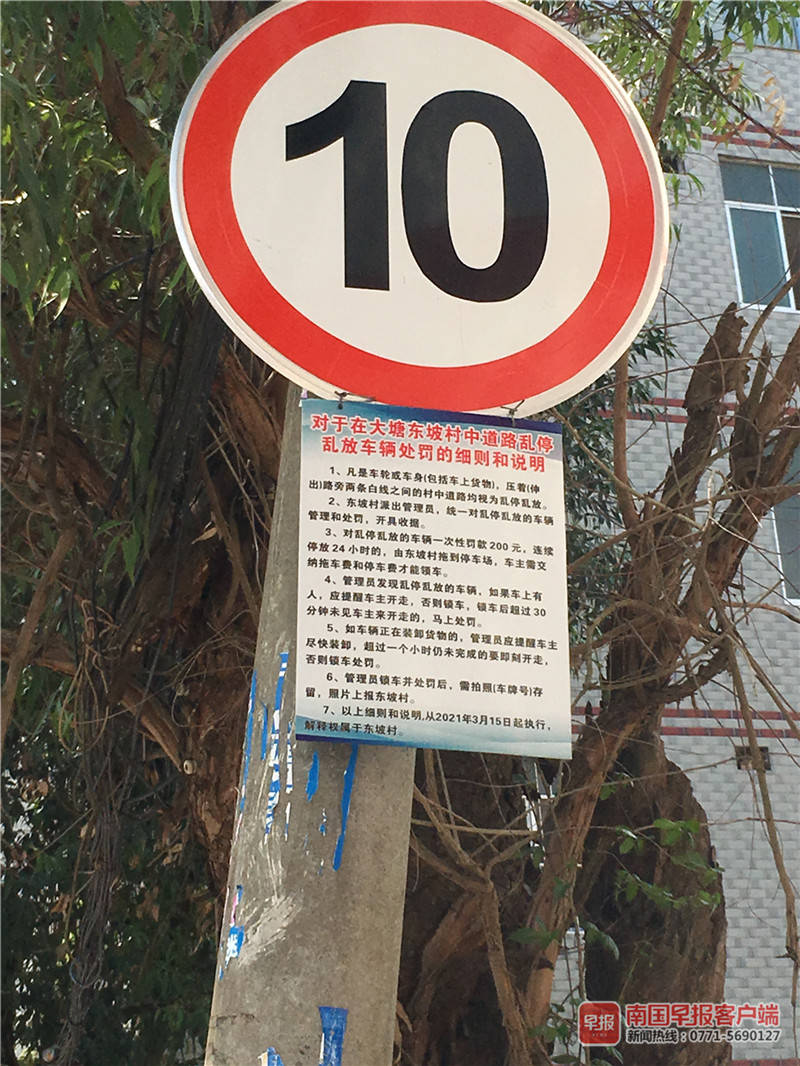 10
对于在大塘东坡村中道路乱停
乱放车辆处罚的细则和说明
1、凡是车轮或车身(包括车上货物)，压着(伸
出)路旁两条白线之间的村中道路均视为乱停乱放。
2、东坡村派出管理员，统一对乱停乱放的车辆
管理和处罚，开具收据。
3、对乱停乱放的车辆一次性罚款200元，连续
停放24小时的，由东坡村拖到停车场，车主需交
纳拖车费和停车费才能领车。
4、管理员发现乱停乱放的车辆，如果车上有
人，应提醒车主开走，否则锁车，锁车后超过30
分钟未见车主来开走的，马上处罚。
5、如车辆正在装卸货物的，管理员应提醒车主
尽快装卸，超过一个小时仍未完成的要即刻开走，
否则锁车处罚。
6、管理员锁车并处罚后，需拍照(车牌号)存
留，照片上报东坡村。
7、以上细则和说明,从2021年3月15日起执行，
解释权属于东坡村。
早报
南国早报客户端
新闻热线:0771-5690127